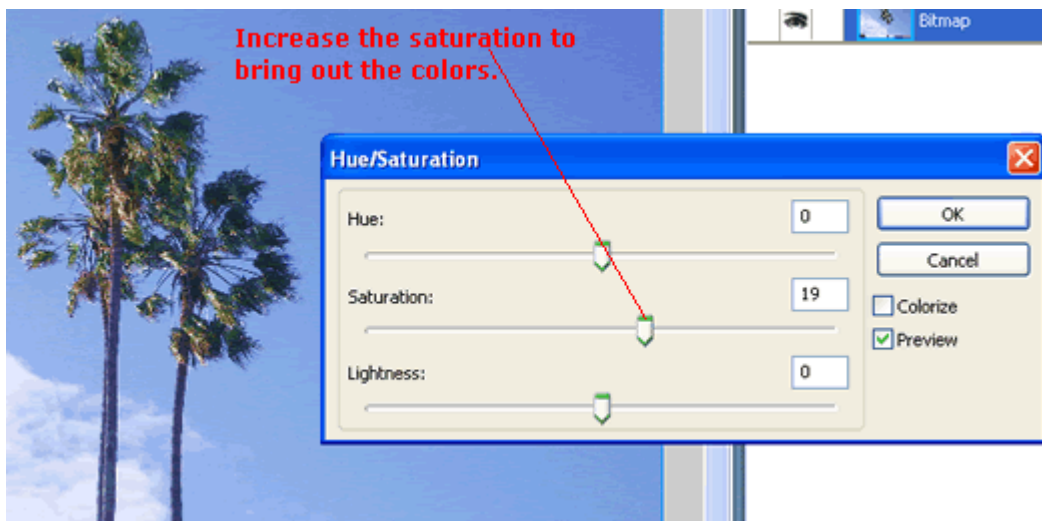 Bitmap
Increase the saturation to
bring out the colors.
Hue/Saturation
Hue:
0
OK
Cancel
Saturation:
19
Colorize
Preview
Lightness:
0